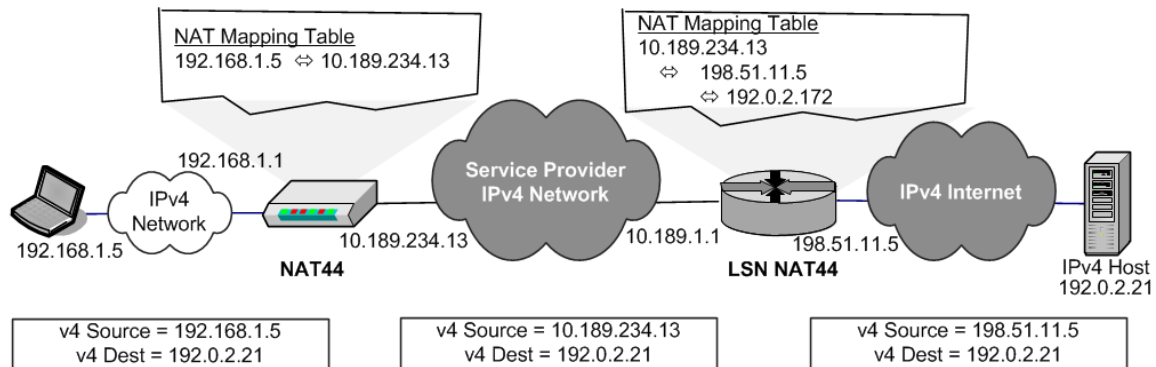 NAT Mapping Table
192.168.1.5 ⇔ 10.189.234.13
NAT Mapping Table
10.189.234.13
⇔ 198.51.11.5
⇔ 192.0.2.172
192.168.1.1
IPv4
Network
Service Provider
IPv4 Network
IPv4 Internet
192.168.1.5
10.189.234.13
NAT44
10.189.1.1
198.51.11.5
LSN NAT44
IPv4 Host
192.0.2.21
v4 Source = 192.168.1.5
v4 Dest = 192.0.2.21
v4 Source = 10.189.234.13
v4 Dest = 192.0.2.21
v4 Source = 198.51.11.5
v4 Dest = 192.0.2.21